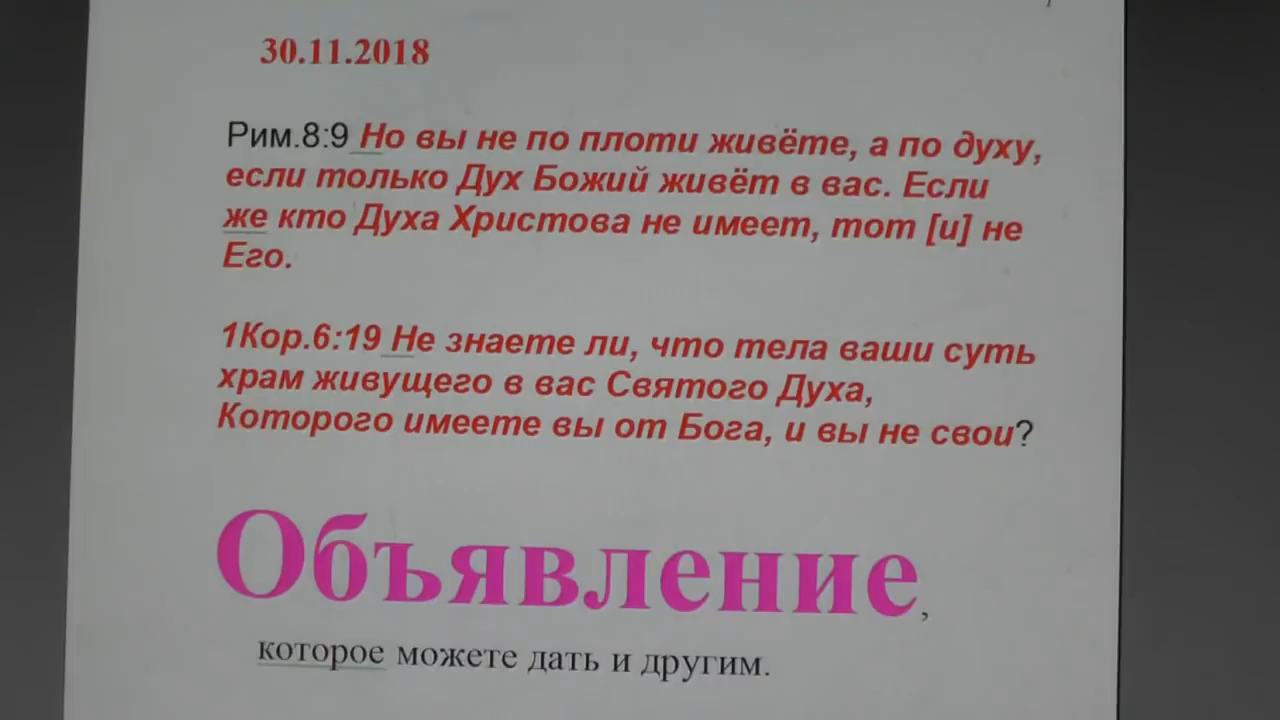 30.11.2018
Рим.8:9 Но вы не по плоти живёте, а по духу,
если только Дух Божий живёт в вас. Если
же кто Духа Христова не имеет, тот [и] не
Его.
1Кор.6:19 Не знаете ли, что тела ваши суть
храм живущего в вас Святого Духа,
Которого имеете вы от Бога, и вы не свои?
Объявление,
которое можете дать и другим.